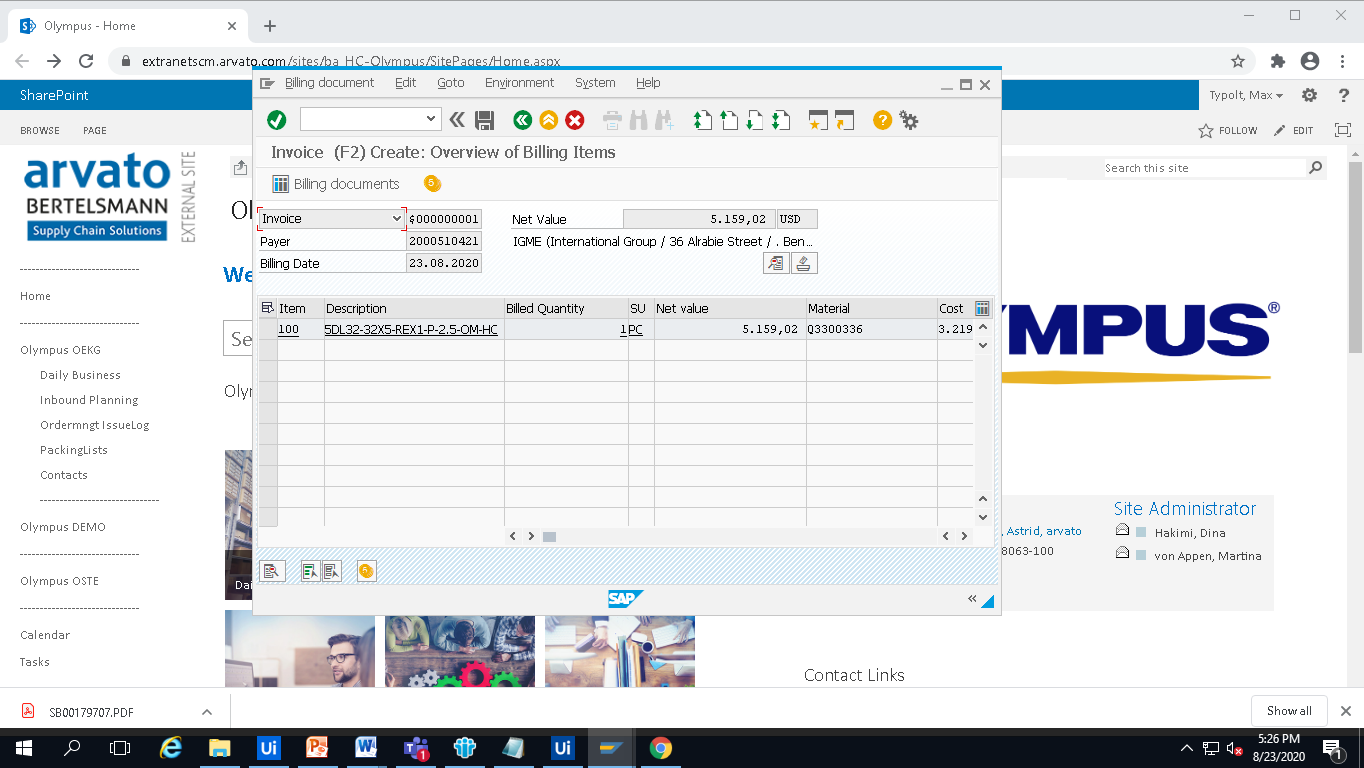 Olympus - Home
extranetscm.arvato.com/sites/ba_HC-Olympus/SitePages/Home.aspx
SharePoint
Typolt, Max
BROWSE PAGE
FOLLOW EDIT
Billing document Edit Goto Environment System Help
Invoice (F2) Create: Overview of Billing Items
Billing documents
Invoice $000000001 Net Value 5.159,02 USD
Payer 2000510421 IGME (International Group / 36 Alrabie Street / . Ben...
Billing Date 23.08.2020
Item Description Billed Quantity SU Net value Material Cost
100 5DL32-32X5-REX1-P-2.5-OM-HC 1 PC 5.159,02 Q3300336 3.219
SAP
arvato
BERTELSMANN
Supply Chain Solutions
EXTERNAL SITE
Search this site
We
Se
MPUS®
Home
Olympus OEKG
Daily Business
Inbound Planning
Ordermngt IssueLog
PackingLists
Contacts
Olympus DEMO
Olympus OSTE
Calendar
Tasks
Site Administrator
, Astrid, arvato
8063-100
Hakimi, Dina
von Appen, Martina
Contact Links
SB00179707.PDF
Show all
Ui
Ui
5:26 PM
8/23/2020